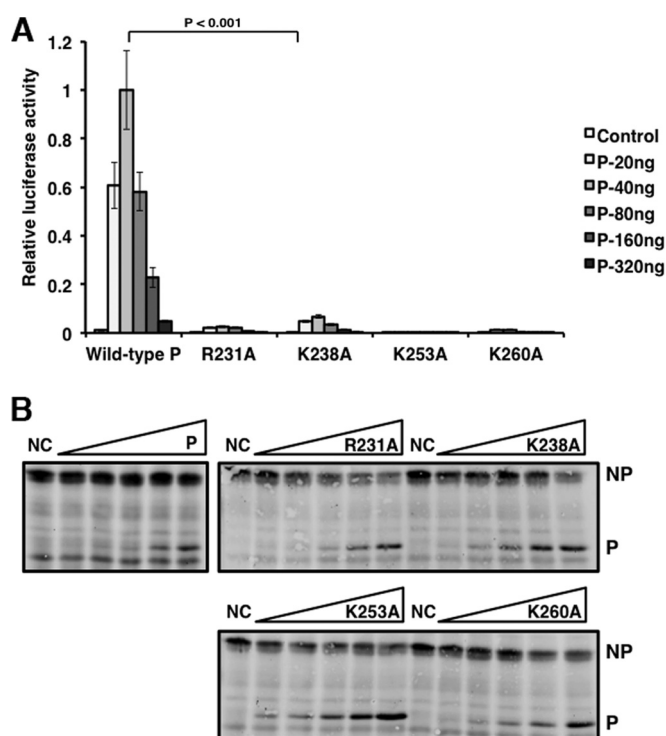 A
P < 0.001
Relative luciferase activity
1.2
1
0.8
0.6
0.4
0.2
0
Wild-type P R231A K238A K253A K260A
Control
P-20ng
P-40ng
P-80ng
P-160ng
P-320ng
B
NC P NC R231A NC K238A
NP
P
NC K253A NC K260A
NP
P